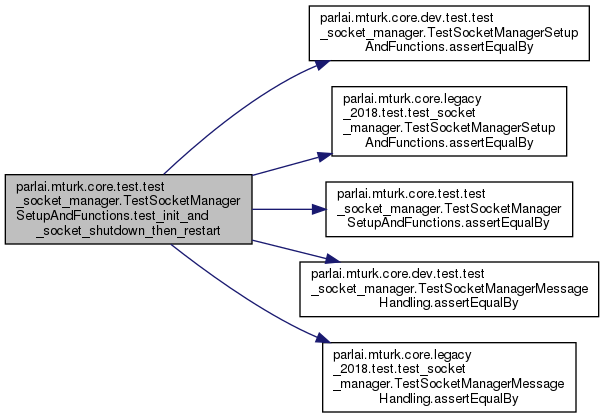 parlai.mturk.core.test.test
_socket_manager.TestSocketManager
SetupAndFunctions.test_init_and
_socket_shutdown_then_restart
parlai.mturk.core.dev.test.test
_socket_manager.TestSocketManagerSetup
AndFunctions.assertEqualBy
parlai.mturk.core.legacy
_2018.test.test_socket
_manager.TestSocketManagerSetup
AndFunctions.assertEqualBy
parlai.mturk.core.test.test
_socket_manager.TestSocketManager
SetupAndFunctions.assertEqualBy
parlai.mturk.core.dev.test.test
_socket_manager.TestSocketManagerMessage
Handling.assertEqualBy
parlai.mturk.core.legacy
_2018.test.test_socket
_manager.TestSocketManagerMessage
Handling.assertEqualBy